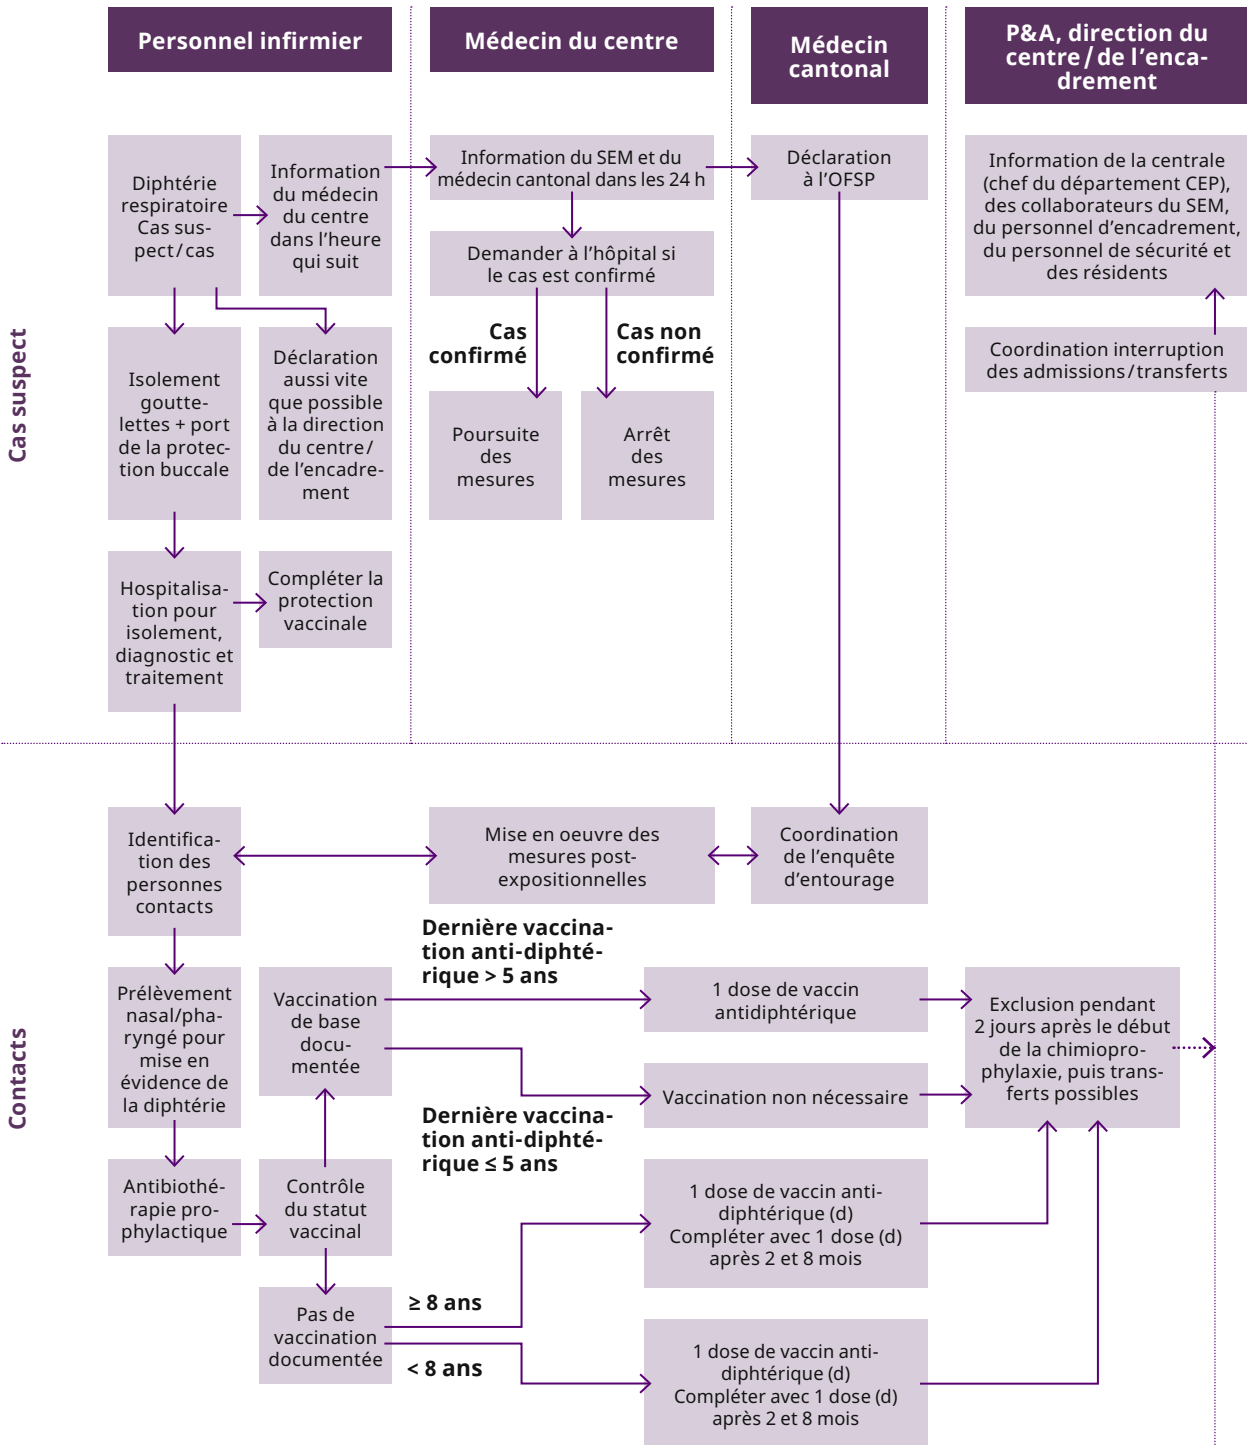 Personnel infirmier
Médecin du centre
Médecin
cantonal
P&A, direction du
centre/de l'enca-
drement
Cas suspect
Diphtérie
respiratoire
Cas sus-
pect/cas
Information
du médecin
du centre
dans l'heure
qui suit
Information du SEM et du
médecin cantonal dans les 24 h
Déclaration
à l'OFSP
Information de la centrale
(chef du département CEP),
des collaborateurs du SEM,
du personnel d'encadrement,
du personnel de sécurité et
des résidents
Demander à l'hôpital si
le cas est confirmé
Cas
confirmé
Cas non
confirmé
Isolement
goutte-
lettes + port
de la protec-
tion buccale
Déclaration
aussi vite
que possible
à la direction
du centre/
de l'encadre-
ment
Poursuite
des
mesures
Arrêt
des
mesures
Coordination interruption
des admissions/transferts
Hospitalisa-
tion pour
isolement,
diagnostic et
traitement
Compléter la
protection
vaccinale
Contacts
Identifica-
tion des
personnes
contacts
Mise en oeuvre des
mesures post-
expositionnelles
Coordination
de l'enquête
d'entourage
Prélèvement
nasal/pha-
ryngé pour
mise en
évidence de
la diphtérie
Vaccination
de base
docu-
mentée
Dernière vaccina-
tion anti-diphté-
rique > 5 ans
1 dose de vaccin
antidiphtérique
Exclusion pendant
2 jours après le début
de la chimiopro-
phylaxie, puis trans-
ferts possibles
Vaccination non nécessaire
Dernière vaccina-
tion anti-diphté-
rique ≤ 5 ans
Antibiothé-
rapie pro-
phylactique
Contrôle
du statut
vaccinal
1 dose de vaccin anti-
diphtérique (d)
Compléter avec 1 dose (d)
après 2 et 8 mois
Pas de
vaccination
documentée
≥ 8 ans
< 8 ans
1 dose de vaccin anti-
diphtérique (d)
Compléter avec 1 dose (d)
après 2 et 8 mois